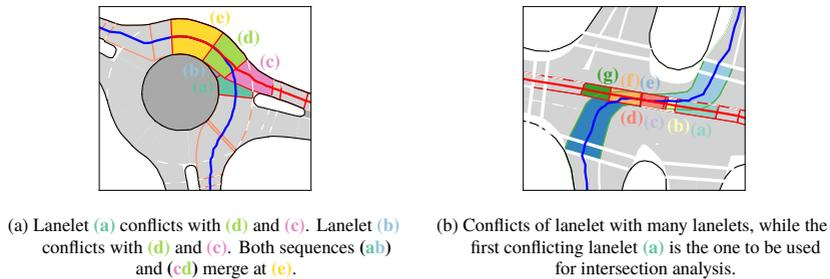 (e)
(d)
(c)
(b)
(a)
(g) (f) (e)
(d) (c) (b) (a)
(a) Lanelet (a) conflicts with (d) and (c). Lanelet (b)
conflicts with (d) and (c). Both sequences (ab)
and (cd) merge at (e).
(b) Conflicts of lanelet with many lanelets, while the
first conflicting lanelet (a) is the one to be used
for intersection analysis.